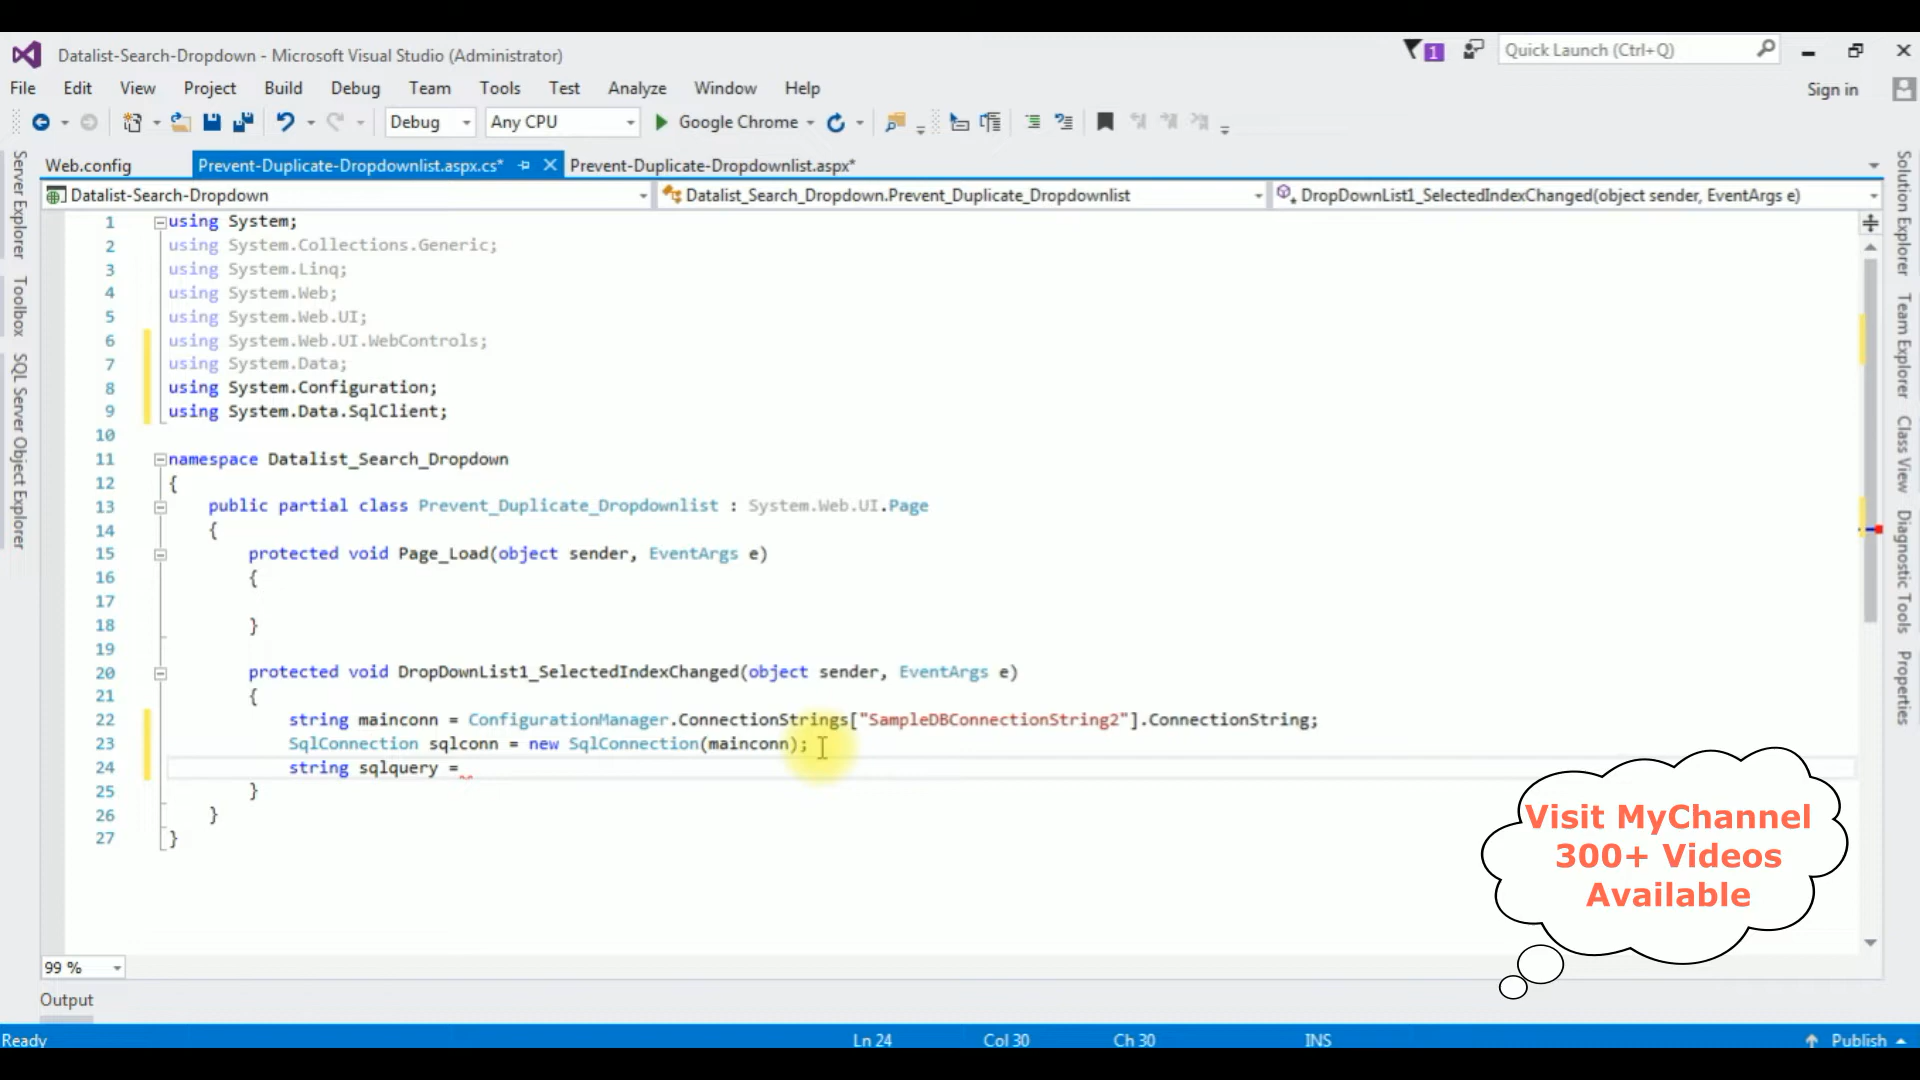 Datalist-Search-Dropdown - Microsoft Visual Studio (Administrator)
1
Quick Launch (Ctrl+Q)
File Edit View Project Build Debug Team Tools Test Analyze Window Help
Sign in
Debug Any CPU Google Chrome
Web.config Prevent-Duplicate-Dropdownlist.aspx.cs* Prevent-Duplicate-Dropdownlist.aspx*
Datalist-Search-Dropdown Datalist_Search_Dropdown.Prevent_Duplicate_Dropdownlist DropDownList1_SelectedIndexChanged(object sender, EventArgs e)
Server Explorer
Toolbox
SQL Server Object Explorer
1 using System;
2 using System.Collections.Generic;
3 using System.Linq;
4 using System.Web;
5 using System.Web.UI;
6 using System.Web.UI.WebControls;
7 using System.Data;
8 using System.Configuration;
9 using System.Data.SqlClient;
10
11 namespace Datalist_Search_Dropdown
12 {
13 public partial class Prevent_Duplicate_Dropdownlist : System.Web.UI.Page
14 {
15 protected void Page_Load(object sender, EventArgs e)
16 {
17
18 }
19
20 protected void DropDownList1_SelectedIndexChanged(object sender, EventArgs e)
21 {
22 string mainconn = ConfigurationManager.ConnectionStrings["SampleDBConnectionString2"].ConnectionString;
23 SqlConnection sqlconn = new SqlConnection(mainconn);
24 string sqlquery =
25 }
26 }
27 }
Solution Explorer
Team Explorer
Class View
Diagnostic Tools
Properties
Visit MyChannel
300+ Videos
Available
99 %
Output
Ready Ln 24 Col 30 Ch 30 INS Publish